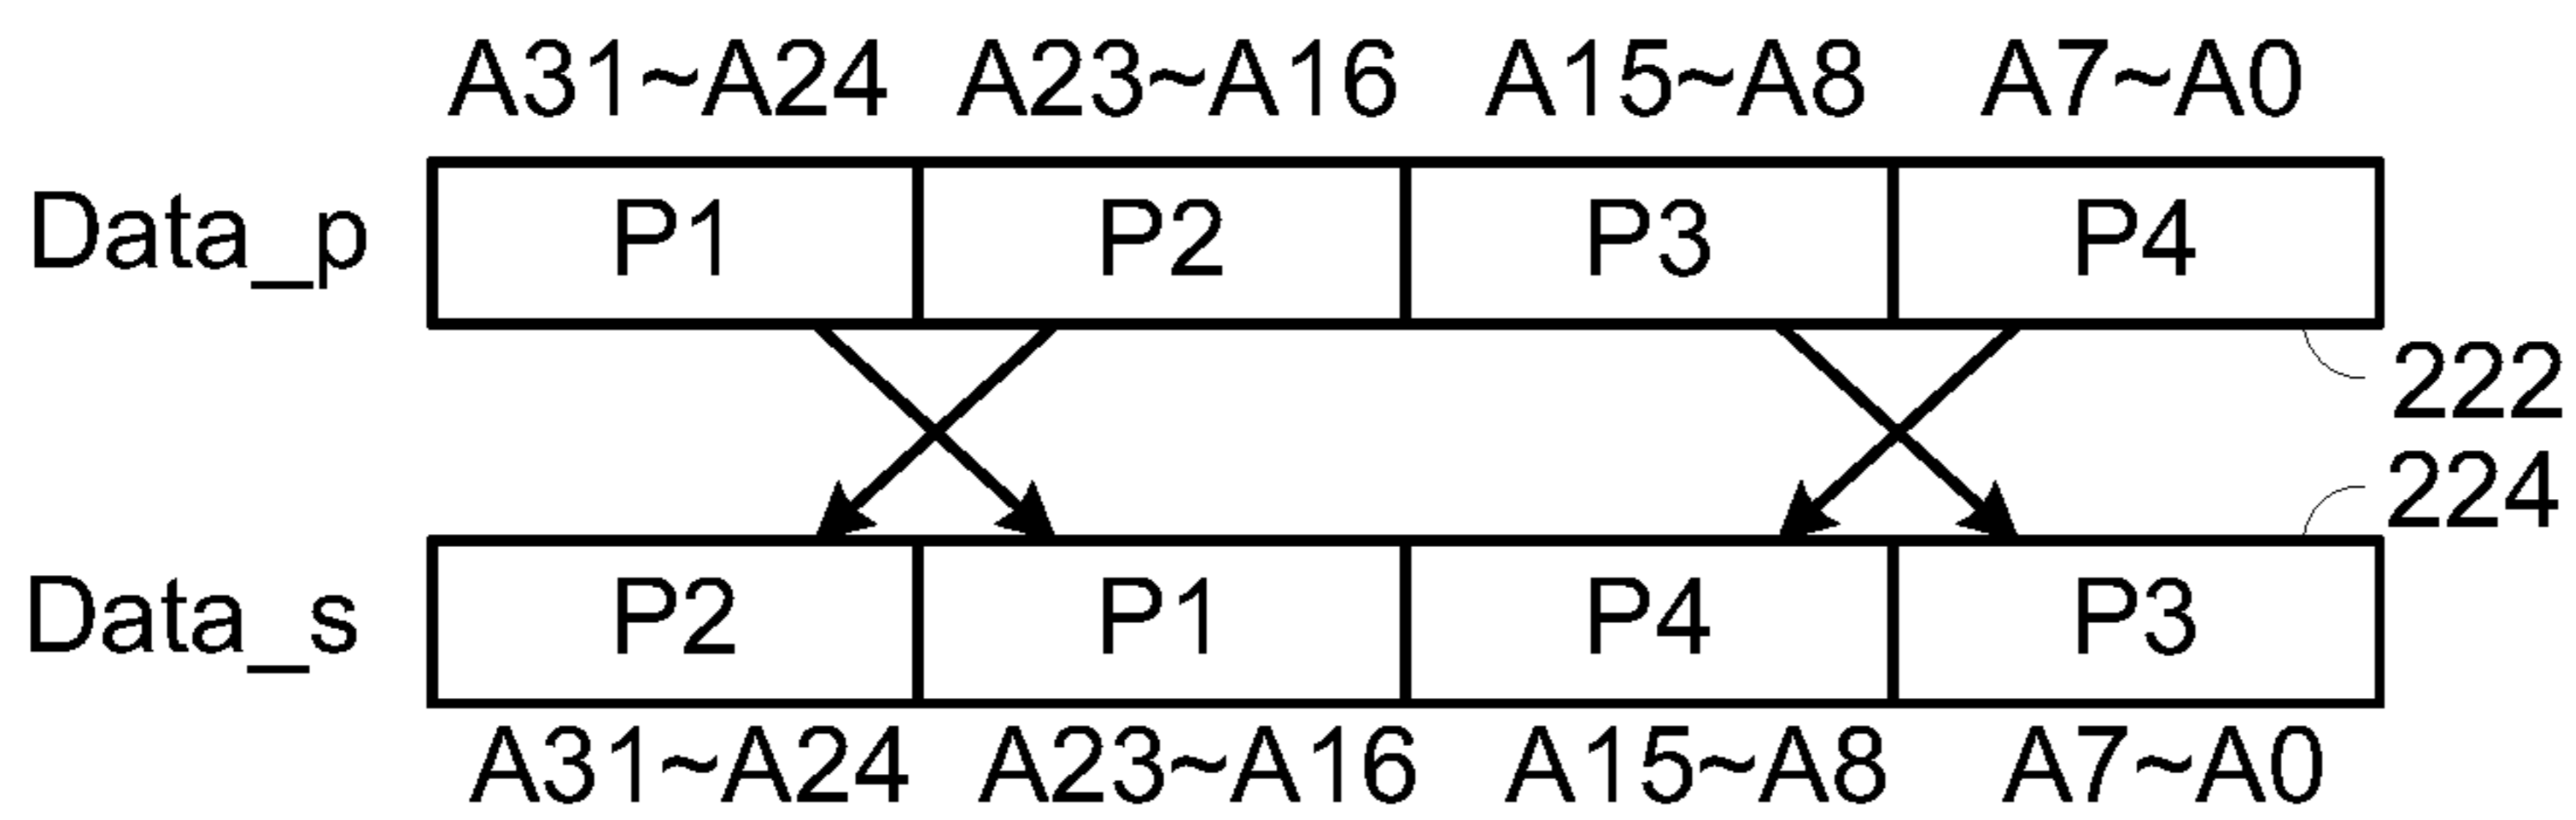 A31~A24 A23~A16 A15~A8 A7~A0
Data_p P1 P2 P3 P4
222
224
Data_s P2 P1 P4 P3
A31~A24 A23~A16 A15~A8 A7~A0